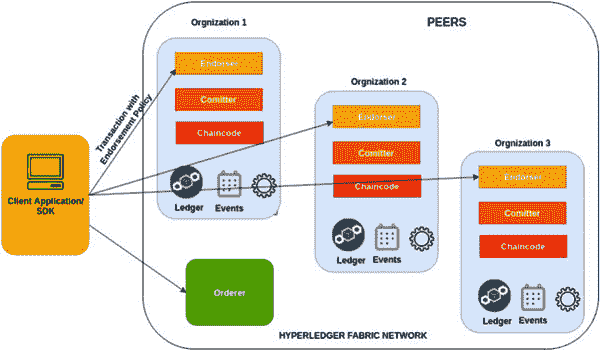 PEERS
Orgnization 1
Endorser
Comitter
Chaincode
Ledger
Events
Transaction with
Endorsement Policy
Orgnization 2
Endorser
Comitter
Chaincode
Ledger
Events
Orgnization 3
Endorser
Comitter
Chaincode
Ledger
Events
Client Application/
SDK
Orderer
HYPERLEDGER FABRIC NETWORK